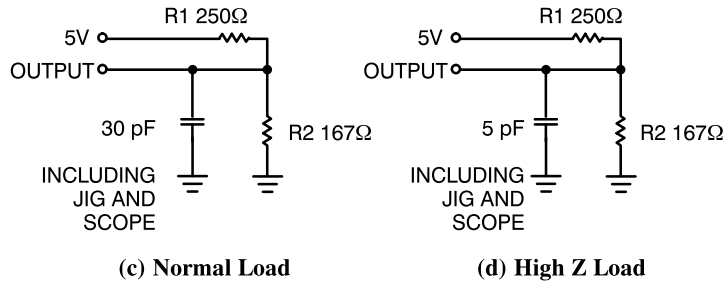 R1 250Ω
5V
OUTPUT
30 pF
R2 167Ω
INCLUDING
JIG AND
SCOPE
(c) Normal Load
R1 250Ω
5V
OUTPUT
5 pF
R2 167Ω
INCLUDING
JIG AND
SCOPE
(d) High Z Load